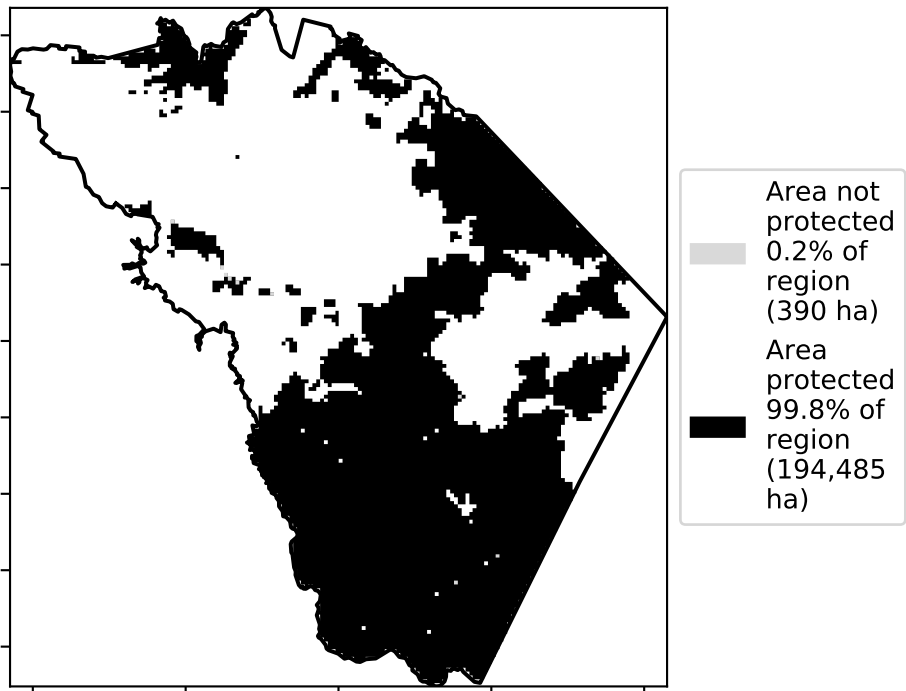 Area not
protected
0.2% of
region
(390 ha)
Area
protected
99.8% of
region
(194,485
ha)